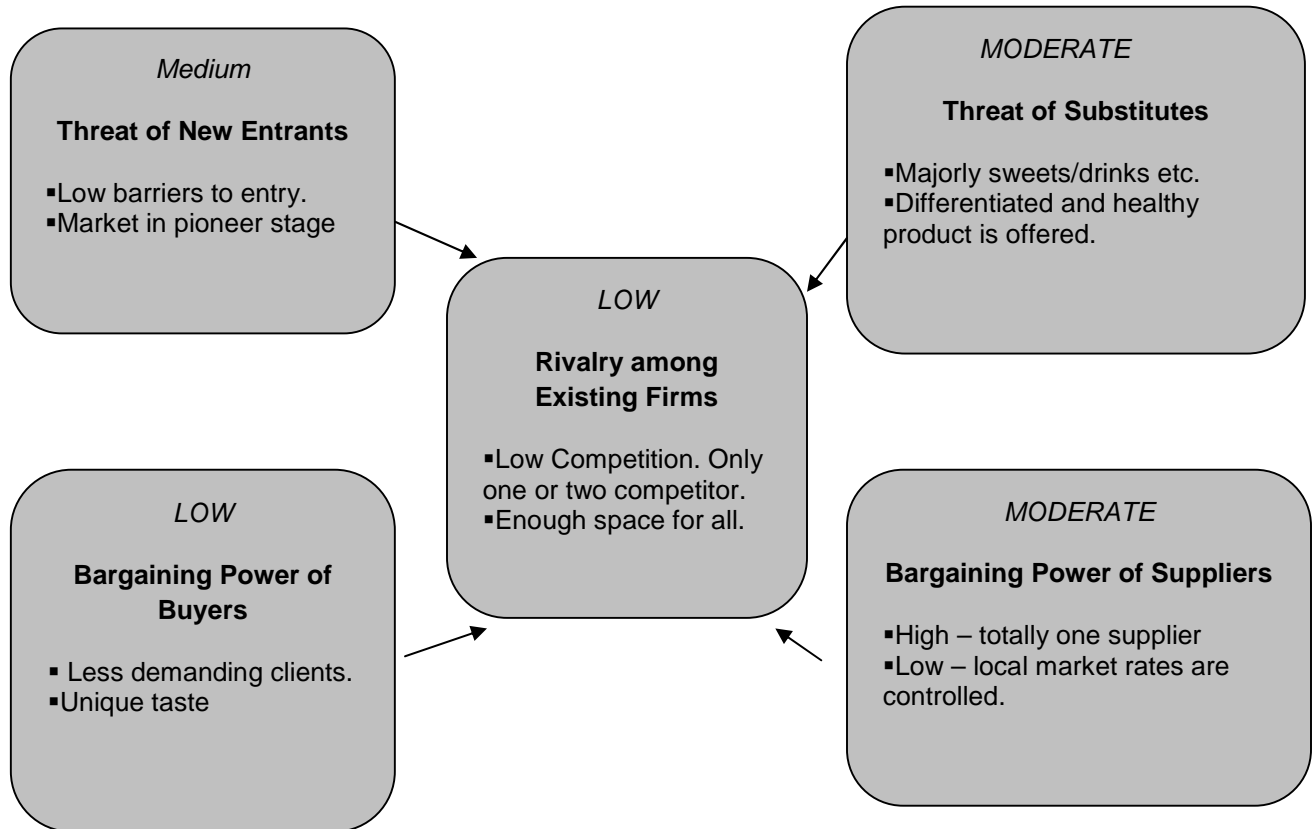 Medium
Threat of New Entrants
▪Low barriers to entry.
▪Market in pioneer stage
MODERATE
Threat of Substitutes
▪Majorly sweets/drinks etc.
▪Differentiated and healthy
product is offered.
LOW
Rivalry among
Existing Firms
▪Low Competition. Only
one or two competitor.
▪Enough space for all.
LOW
Bargaining Power of
Buyers
▪ Less demanding clients.
▪Unique taste
MODERATE
Bargaining Power of Suppliers
▪High – totally one supplier
▪Low – local market rates are
controlled.